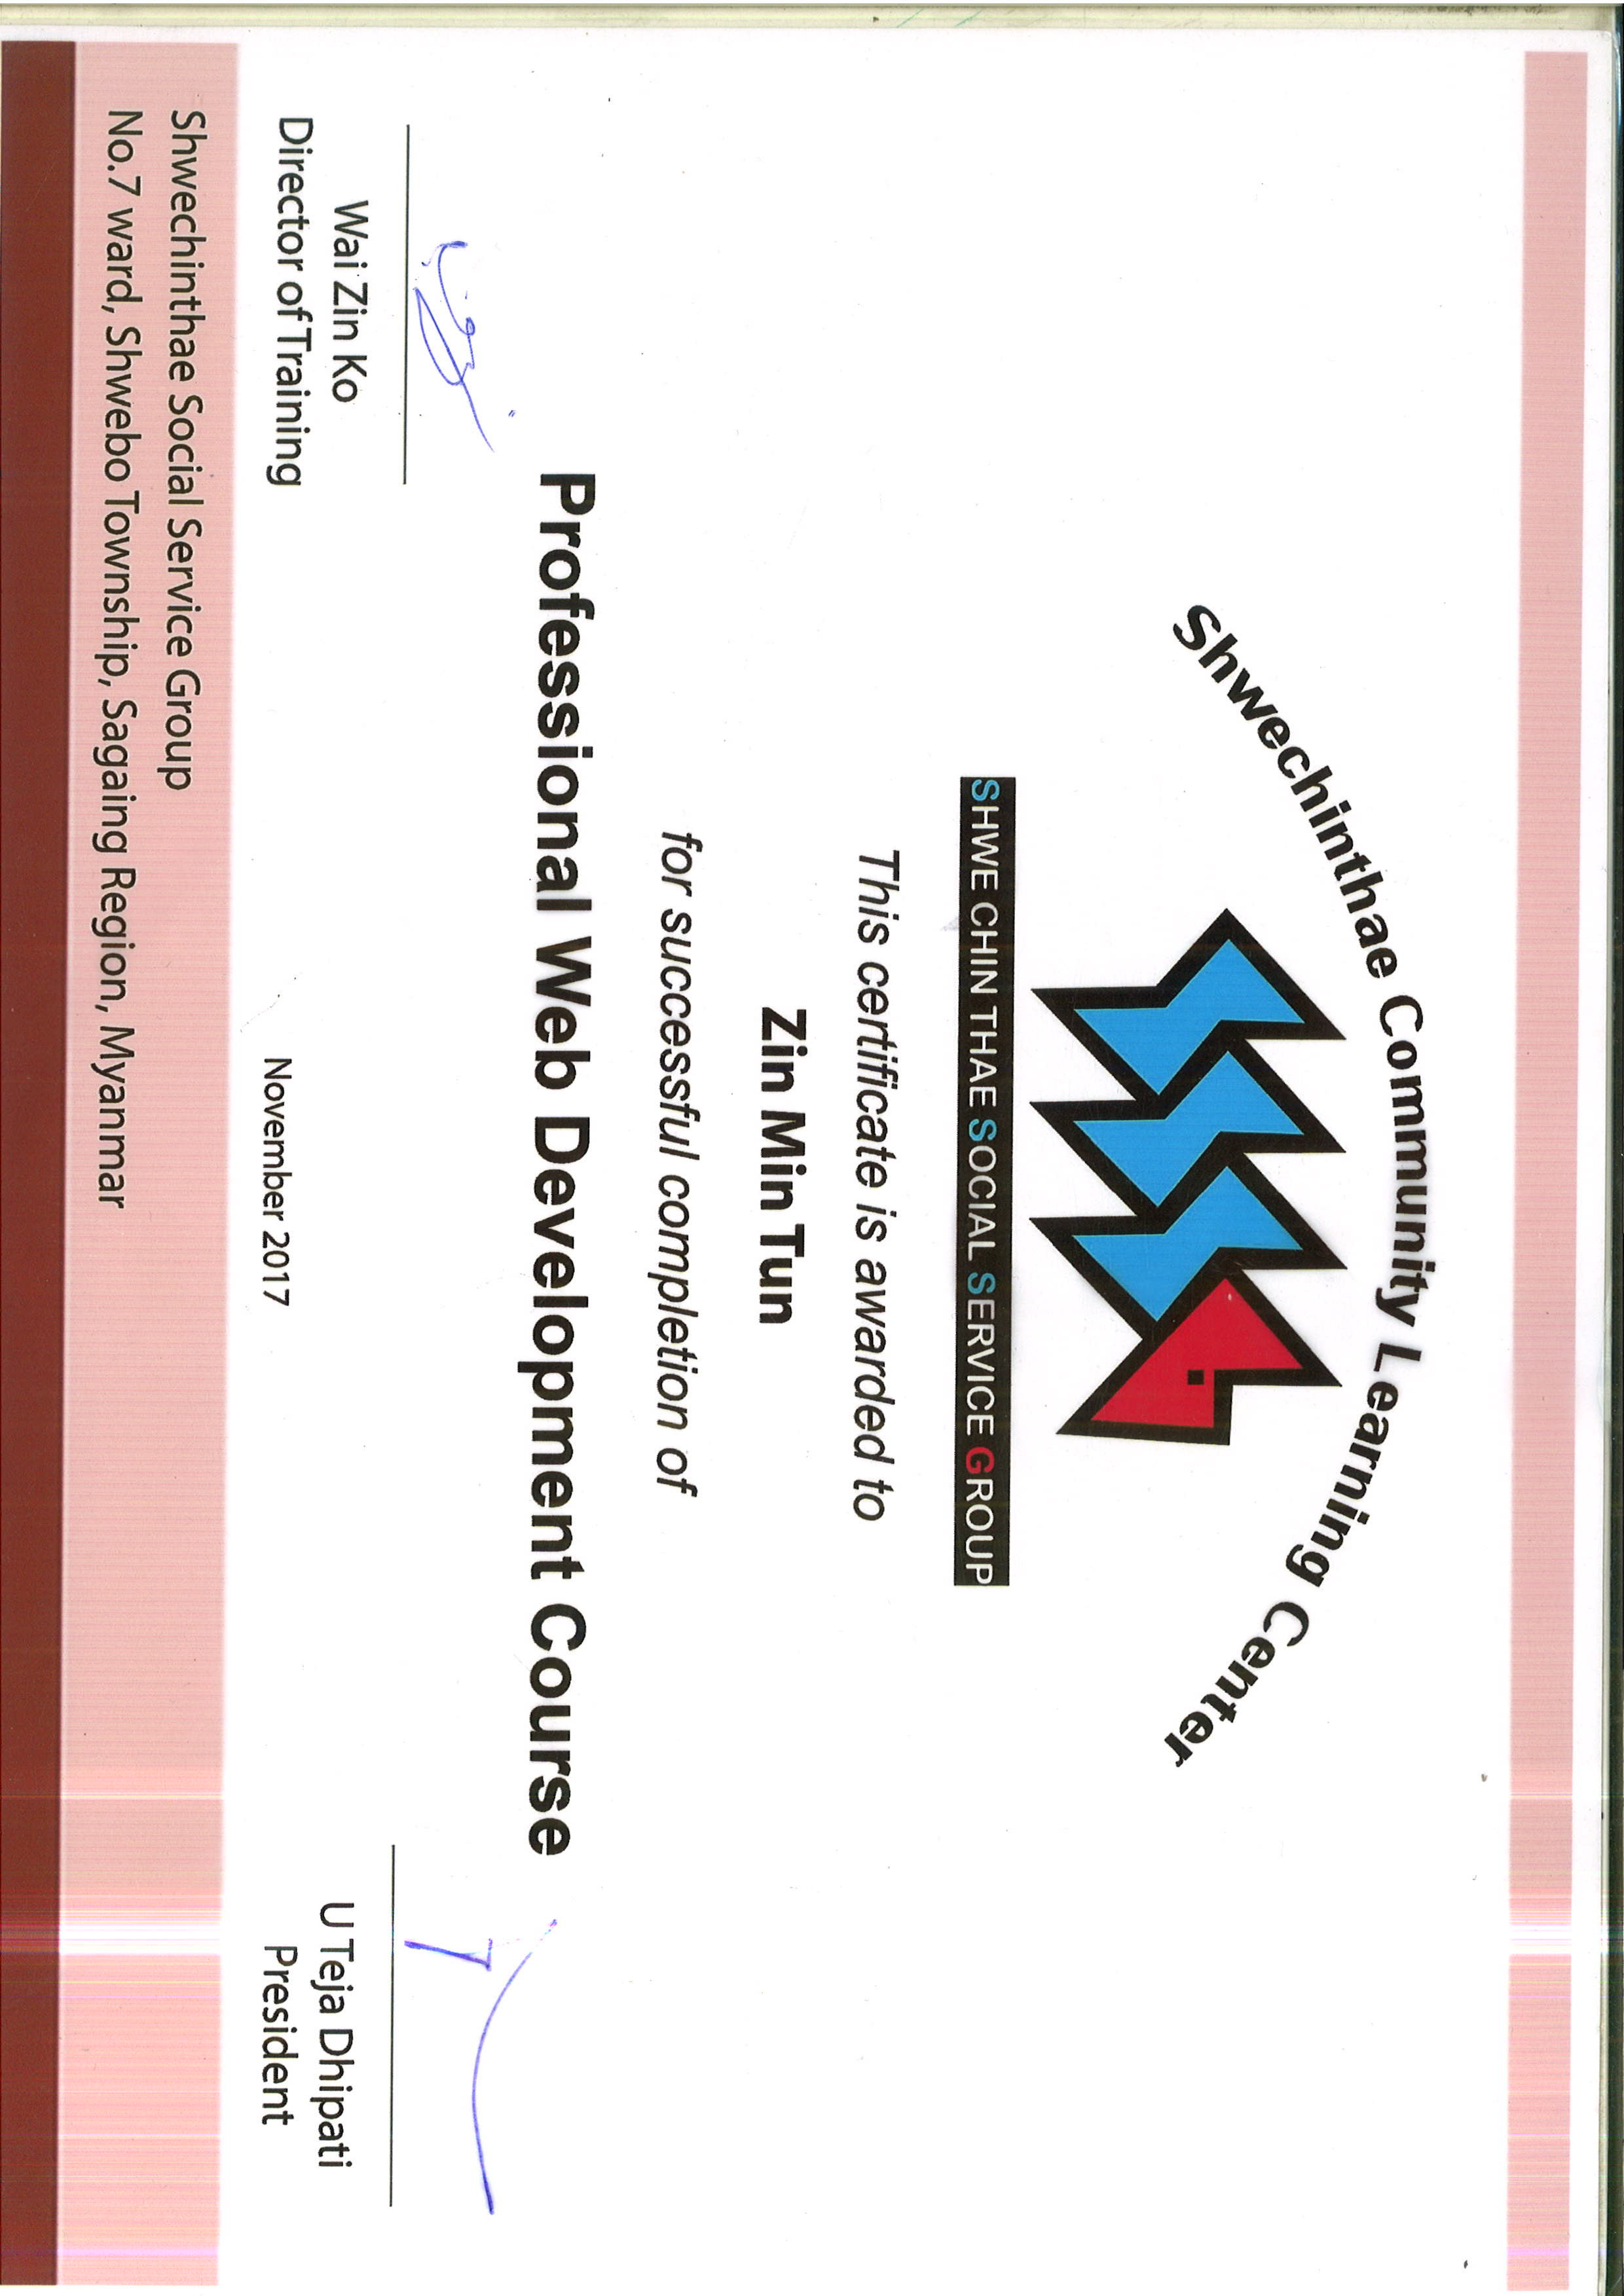 Shwechinthae Community Learning Center
SHWE CHIN THAE SOCIAL SERVICE GROUP
This certificate is awarded to
Zin Min Tun
for successful completion of
Professional Web Development Course
Wai Zin Ko
Director of Training
November 2017
U Teja Dhipati
President
Shwechinthae Social Service Group
No.7 ward, Shwebo Township, Sagaing Region, Myanmar